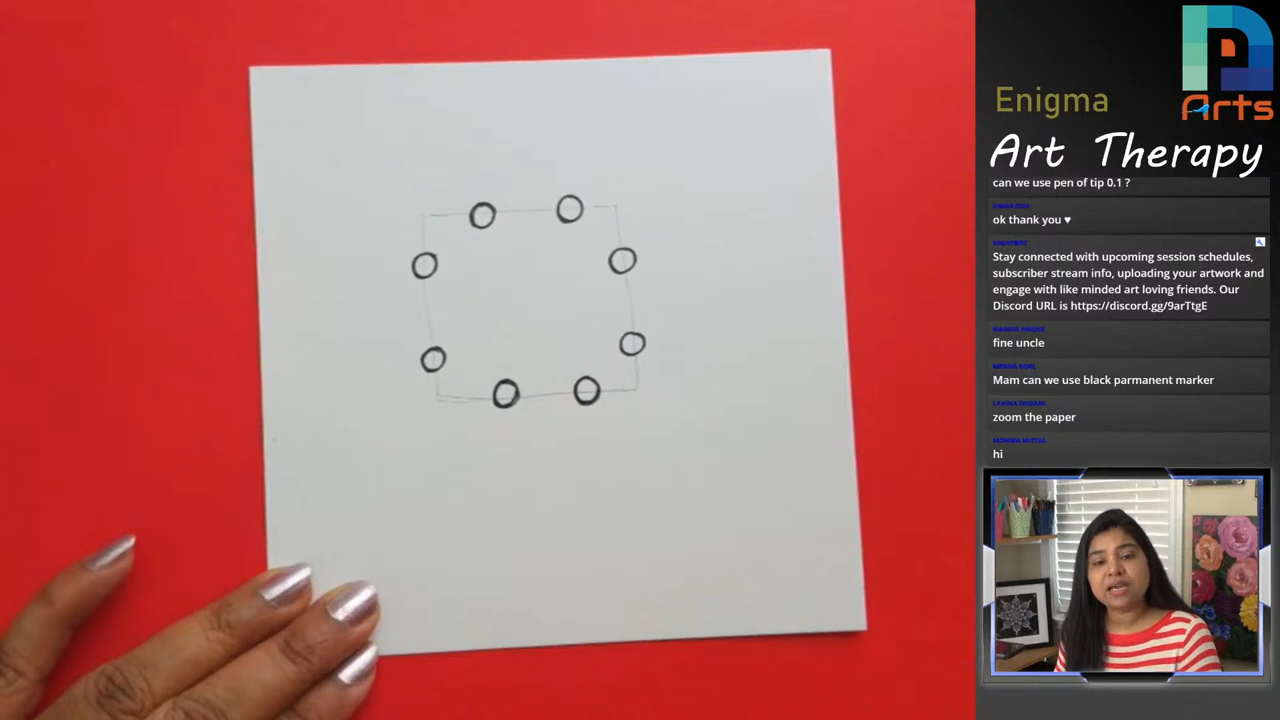 Arts
Enigma
Art Therapy
can we use pen of tip 0.1 ?
ok thank you ♥
Stay connected with upcoming session schedules,
subscriber stream info, uploading your artwork and
engage with like minded art loving friends. Our
Discord URL is https://discord.gg/9arTtgE
fine uncle
Mam can we use black parmanent marker
zoom the paper
MONIKA MITTAL
hi